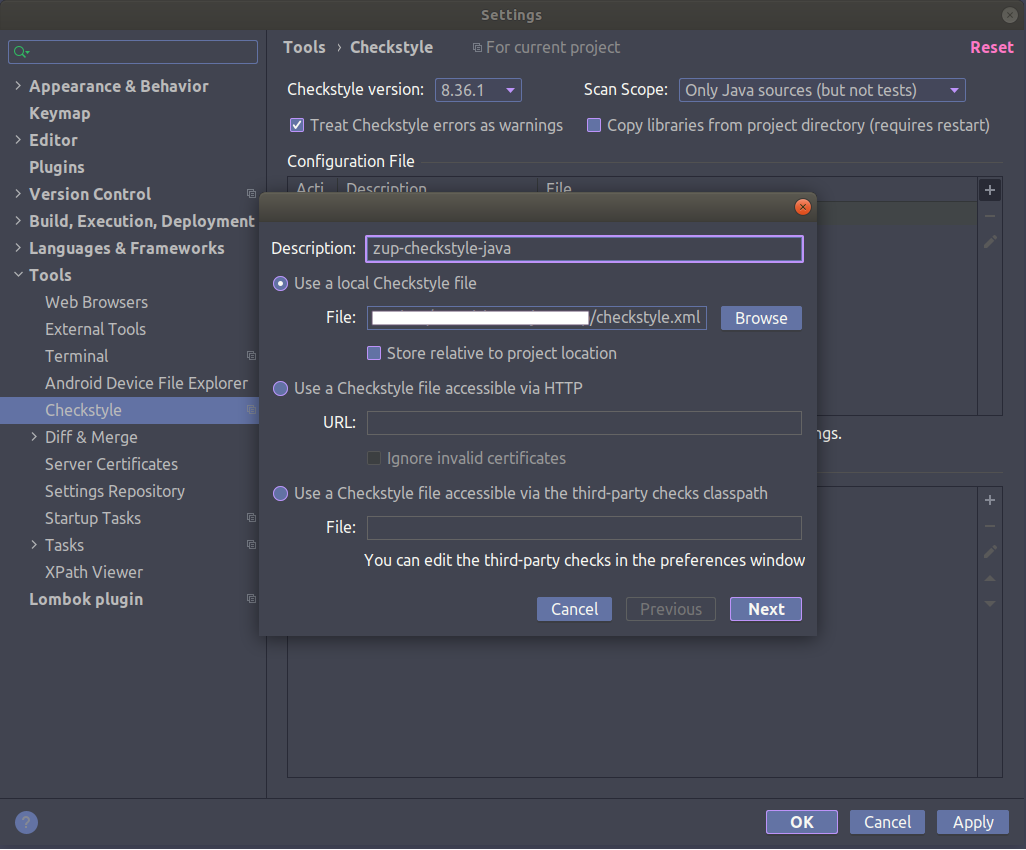 Settings
Tools › Checkstyle For current project Reset
Appearance & Behavior
Keymap
Editor
Plugins
Version Control
Build, Execution, Deployment
Languages & Frameworks
Tools
Web Browsers
External Tools
Terminal
Android Device File Explorer
Checkstyle
Diff & Merge
Server Certificates
Settings Repository
Startup Tasks
Tasks
XPath Viewer
Lombok plugin
Checkstyle version: 8.36.1 Scan Scope: Only Java sources (but not tests)
Treat Checkstyle errors as warnings Copy libraries from project directory (requires restart)
Configuration File
Acti Description File
Description: zup-checkstyle-java
Use a local Checkstyle file
File: /checkstyle.xml Browse
Store relative to project location
Use a Checkstyle file accessible via HTTP
URL:
ngs.
Ignore invalid certificates
Use a Checkstyle file accessible via the third-party checks classpath
File:
You can edit the third-party checks in the preferences window
Cancel Previous Next
? OK Cancel Apply